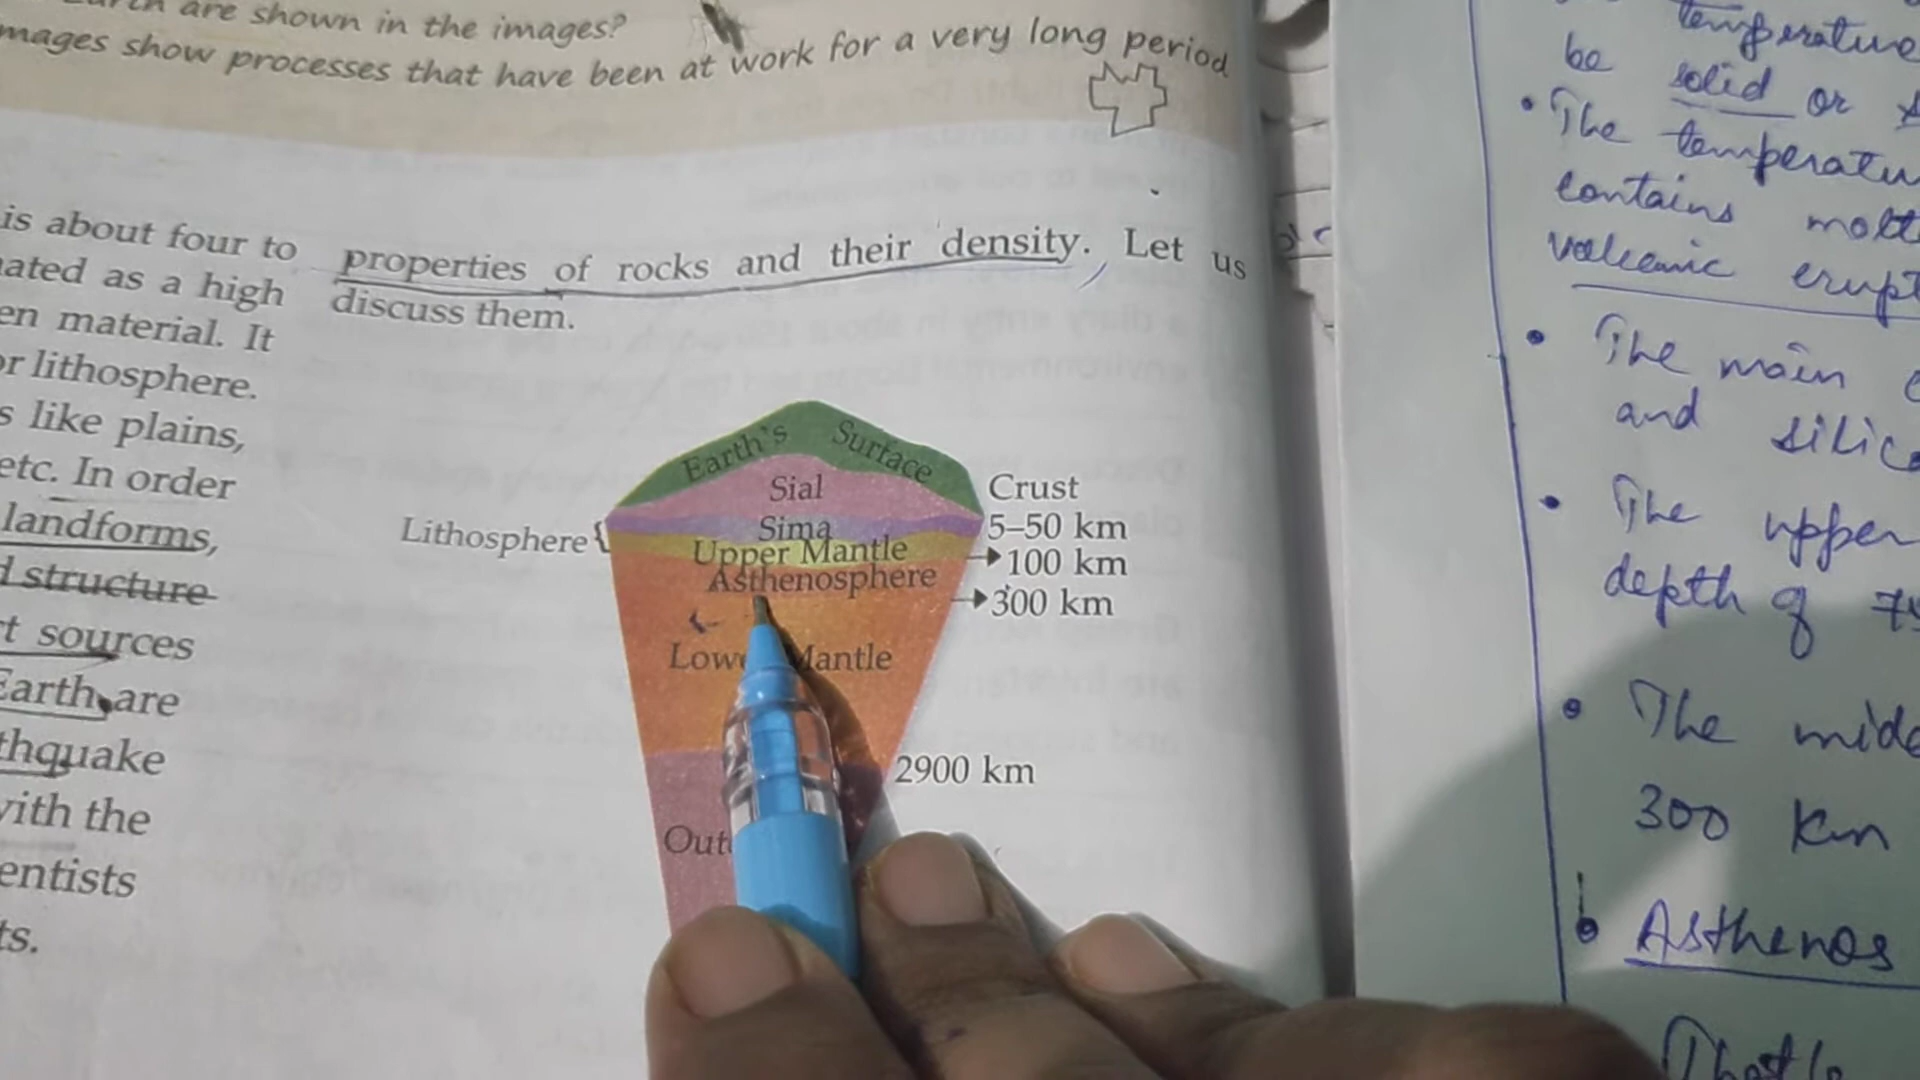 are shown in the images?
mages show processes that have been at work for a very long period
is about four to
ated as a high
en material. It
or lithosphere.
s like plains,
etc. In order
landforms,
d structure
t sources
Earth are
thquake
with the
entists
ts.
properties of rocks and their density. Let us
discuss them.
Earth's Surface
Sial
Sima
Upper Mantle
Asthenosphere
Mantle
Lithosphere
Crust
5–50 km
100 km
300 km
2900 km
temperature
be solid or
The temperatu
contains molt
volcanic erupt
The main
and silic
The upper
depth of
The
300 Km
Asthenos